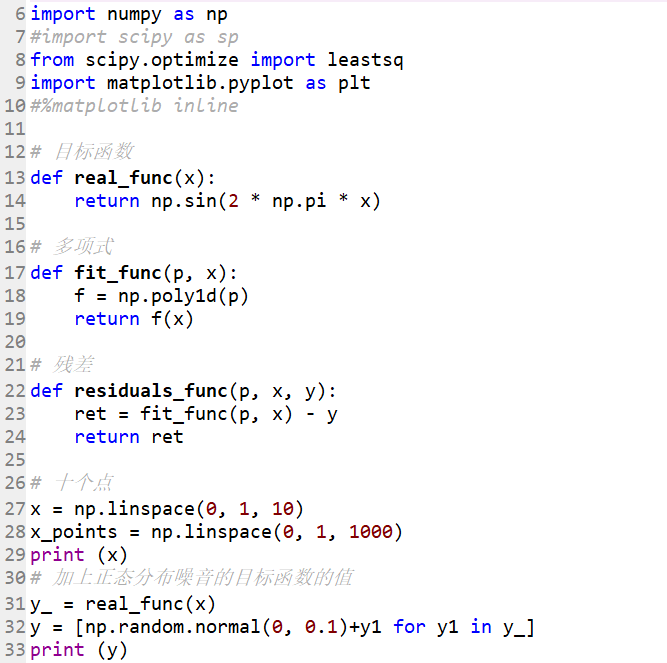 6 import numpy as np
7 #import scipy as sp
8 from scipy.optimize import leastsq
9 import matplotlib.pyplot as plt
10 #%matplotlib inline
11
12 # 目标函数
13 def real_func(x):
14     return np.sin(2 * np.pi * x)
15
16 # 多项式
17 def fit_func(p, x):
18     f = np.poly1d(p)
19     return f(x)
20
21 # 残差
22 def residuals_func(p, x, y):
23     ret = fit_func(p, x) - y
24     return ret
25
26 # 十个点
27 x = np.linspace(0, 1, 10)
28 x_points = np.linspace(0, 1, 1000)
29 print (x)
30 # 加上正态分布噪音的目标函数的值
31 y_ = real_func(x)
32 y = [np.random.normal(0, 0.1)+y1 for y1 in y_]
33 print (y)